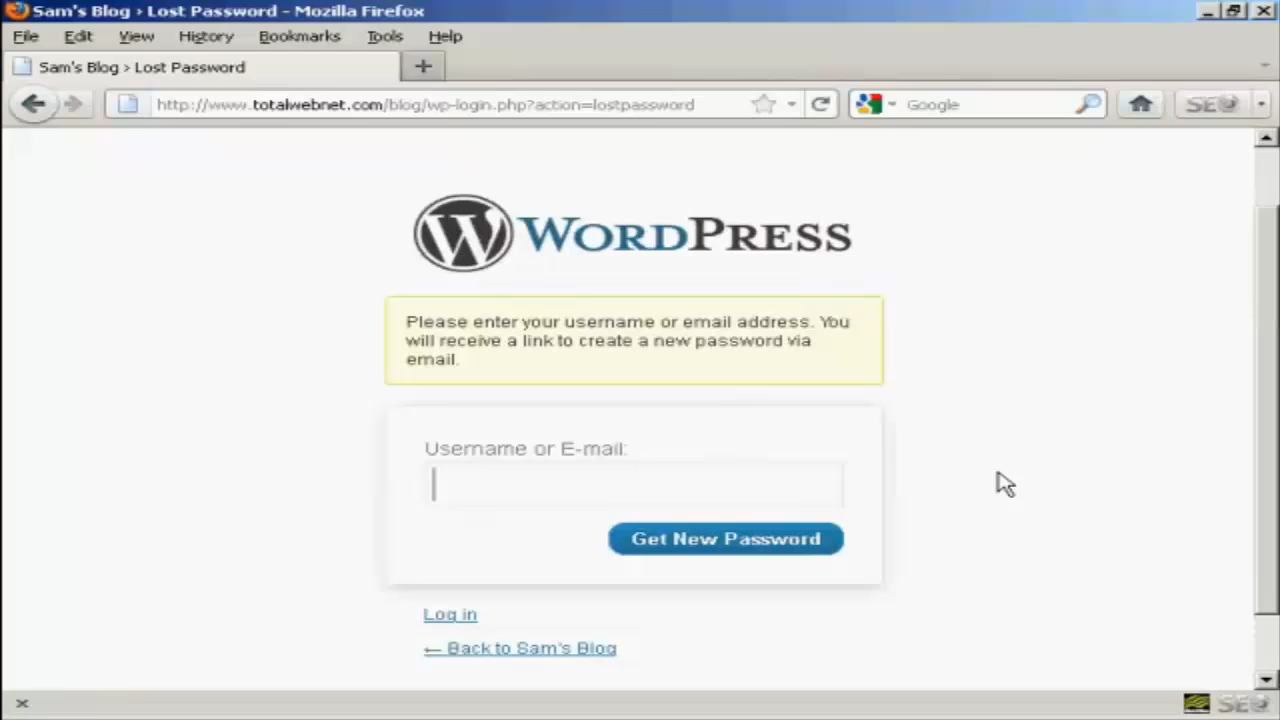 Sam's Blog › Lost Password - Mozilla Firefox
File Edit View History Bookmarks Tools Help
Sam's Blog › Lost Password
http://www.totalwebnet.com/blog/wp-login.php?action=lostpassword Google SEO
WORDPRESS
Please enter your username or email address. You
will receive a link to create a new password via
email.
Username or E-mail:
Get New Password
Log in
← Back to Sam's Blog
SEO